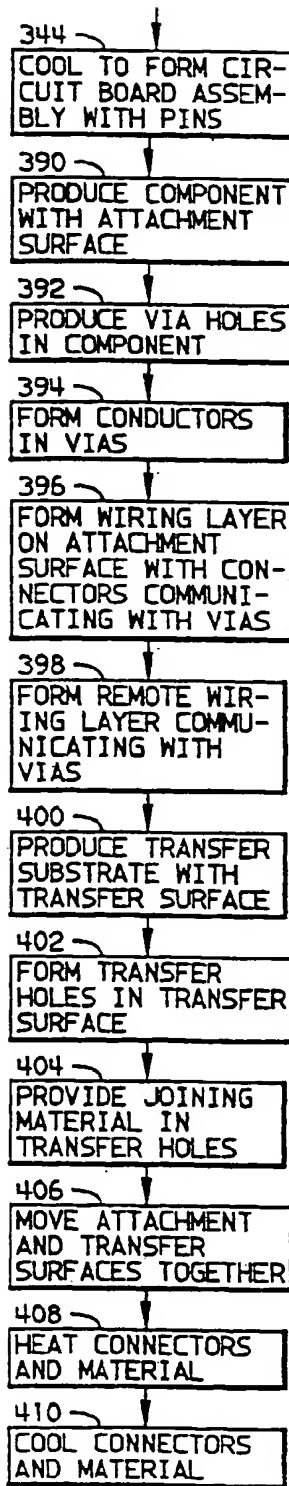 344
COOL TO FORM CIR-
CUIT BOARD ASSEM-
BLY WITH PINS
390
PRODUCE COMPONENT
WITH ATTACHMENT
SURFACE
392
PRODUCE VIA HOLES
IN COMPONENT
394
FORM CONDUCTORS
IN VIAS
396
FORM WIRING LAYER
ON ATTACHMENT
SURFACE WITH CON-
NECTORS COMMUNI-
CATING WITH VIAS
398
FORM REMOTE WIR-
ING LAYER COMMU-
NICATING WITH
VIAS
400
PRODUCE TRANSFER
SUBSTRATE WITH
TRANSFER SURFACE
402
FORM TRANSFER
HOLES IN TRANSFER
SURFACE
404
PROVIDE JOINING
MATERIAL IN
TRANSFER HOLES
406
MOVE ATTACHMENT
AND TRANSFER
SURFACES TOGETHER
408
HEAT CONNECTORS
AND MATERIAL
410
COOL CONNECTORS
AND MATERIAL